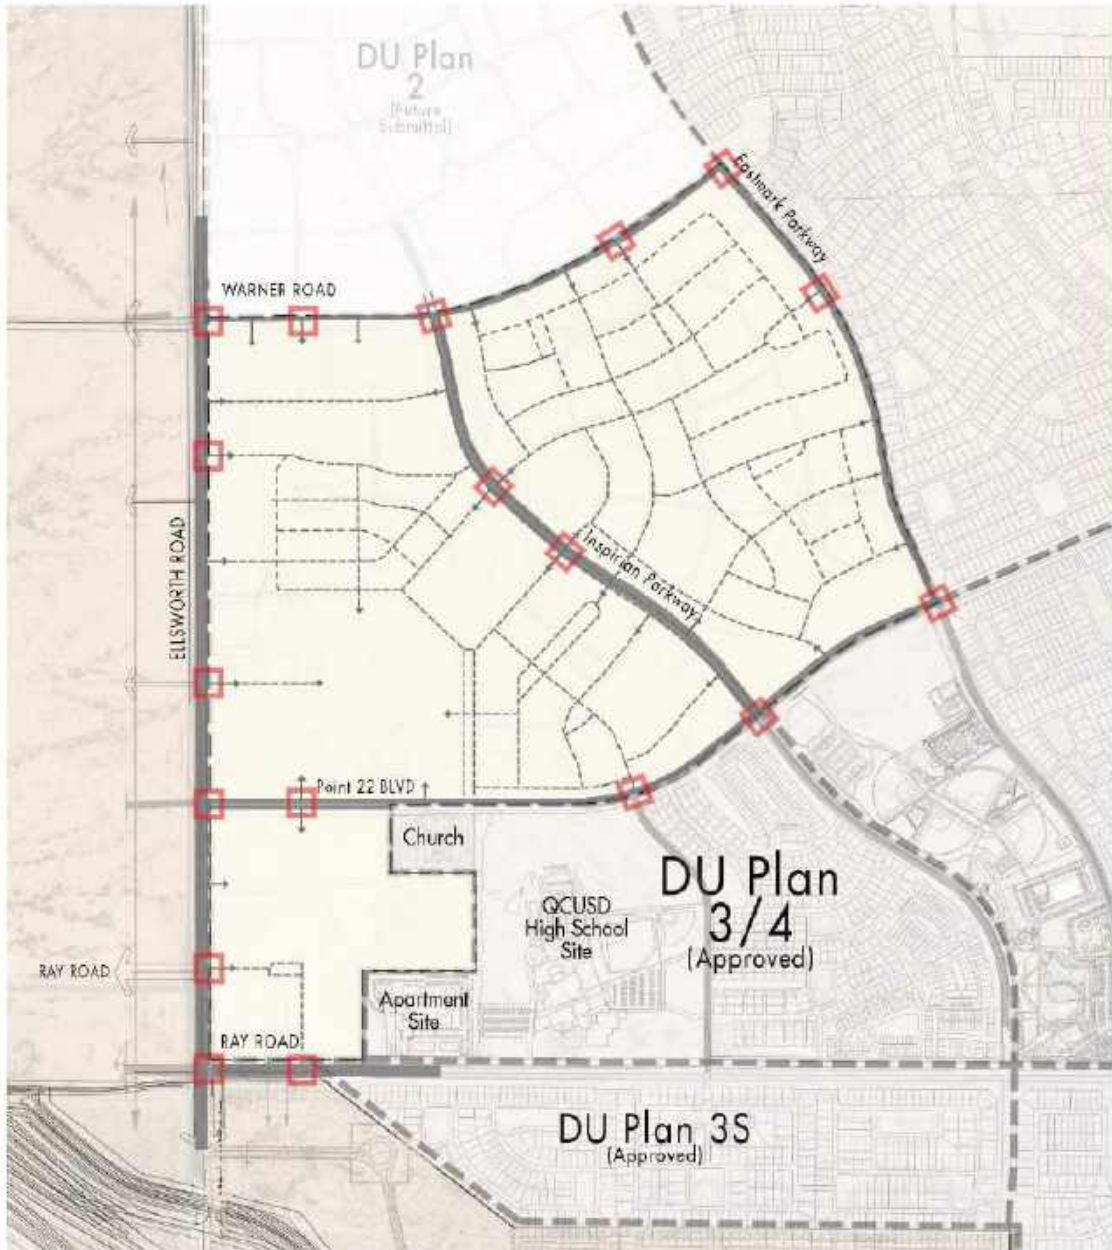 DU Plan
2
(Future
Submittal)
Eastmark Parkway
WARNER ROAD
ELLSWORTH ROAD
Inspirian Parkway
Point 22 BLVD
Church
DU Plan
3/4
(Approved)
QCUSD
High School
Site
RAY ROAD
Apartment
Site
RAY ROAD
DU Plan 3S
(Approved)